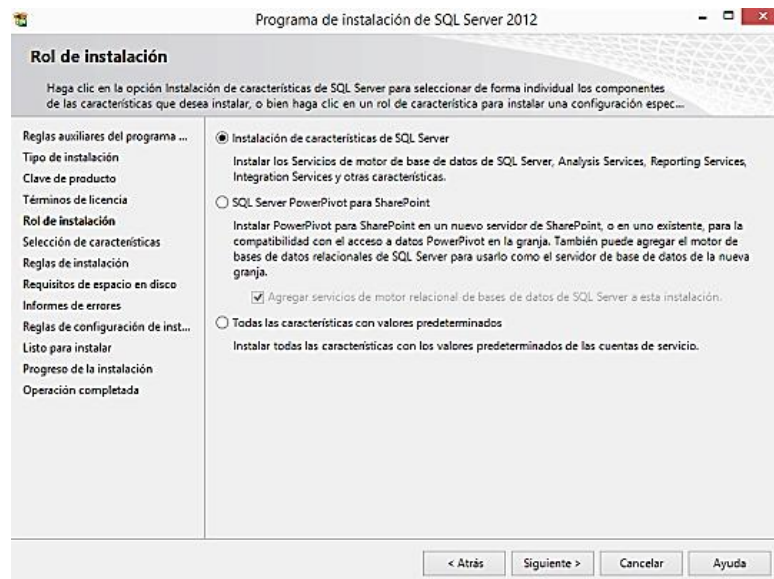 Programa de instalación de SQL Server 2012
Rol de instalación
Haga clic en la opción Instalación de características de SQL Server para seleccionar de forma individual los componentes
de las características que desea instalar, o bien haga clic en un rol de característica para instalar una configuración espec...
Reglas auxiliares del programa ...
Tipo de instalación
Clave de producto
Términos de licencia
Rol de instalación
Selección de características
Reglas de instalación
Requisitos de espacio en disco
Informes de errores
Reglas de configuración de inst...
Listo para instalar
Progreso de la instalación
Operación completada
Instalación de características de SQL Server
Instalar los Servicios de motor de base de datos de SQL Server, Analysis Services, Reporting Services,
Integration Services y otras características.
SQL Server PowerPivot para SharePoint
Instalar PowerPivot para SharePoint en un nuevo servidor de SharePoint, o en uno existente, para la
compatibilidad con el acceso a datos PowerPivot en la granja. También puede agregar el motor de
bases de datos relacionales de SQL Server para usarlo como el servidor de base de datos de la nueva
granja.
Agregar servicios de motor relacional de bases de datos de SQL Server a esta instalación.
Todas las características con valores predeterminados
Instalar todas las características con los valores predeterminados de las cuentas de servicio.
< Atrás
Siguiente >
Cancelar
Ayuda